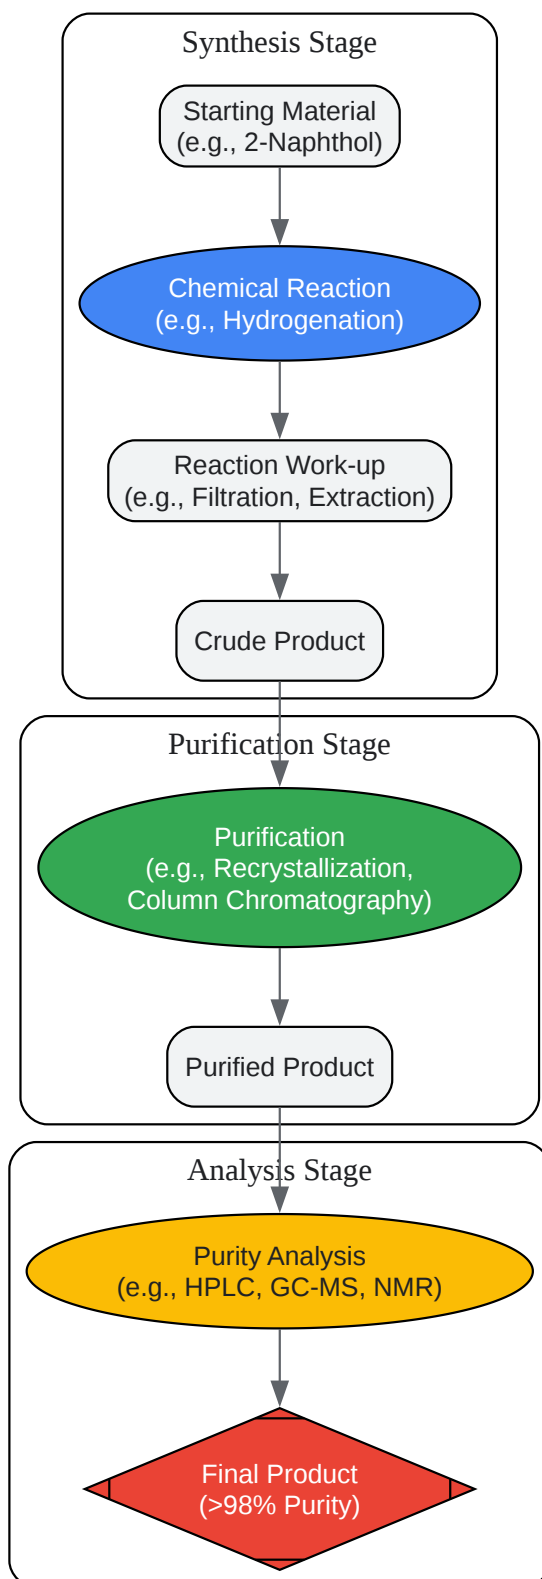 Synthesis Stage
Starting Material
(e.g., 2-Naphthol)
Chemical Reaction
(e.g., Hydrogenation)
Reaction Work-up
(e.g., Filtration, Extraction)
Crude Product
Purification Stage
Purification
(e.g., Recrystallization,
Column Chromatography)
Purified Product
Analysis Stage
Purity Analysis
(e.g., HPLC, GC-MS, NMR)
Final Product
(>98% Purity)